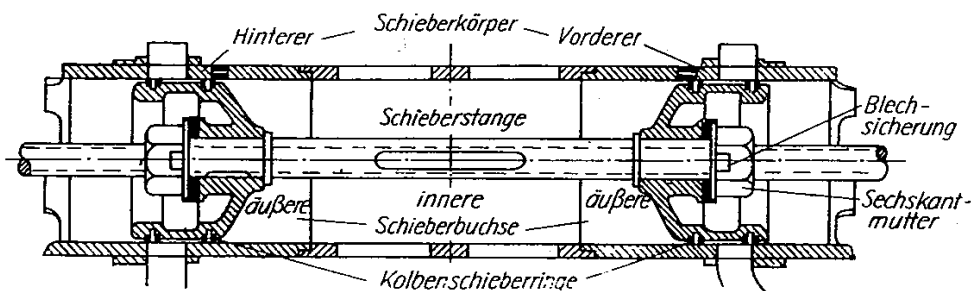 Hinterer Schieberkörper Vorderer
Schieberstange
Blech-
sicherung
äußere innere äußere
Sechskant-
mutter
Schieberbuchse
Kolbenschieberringe